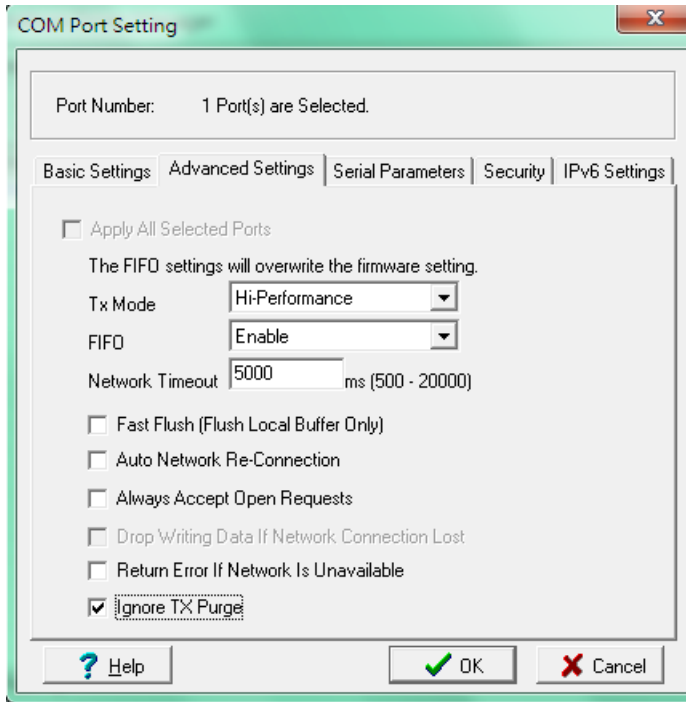 COM Port Setting
Port Number: 1 Port(s) are Selected.
Basic Settings Advanced Settings Serial Parameters Security IPv6 Settings
Apply All Selected Ports
The FIFO settings will overwrite the firmware setting.
Tx Mode Hi-Performance
FIFO Enable
Network Timeout 5000 ms (500 - 20000)
Fast Flush (Flush Local Buffer Only)
Auto Network Re-Connection
Always Accept Open Requests
Drop Writing Data If Network Connection Lost
Return Error If Network Is Unavailable
Ignore TX Purge
? Help OK Cancel